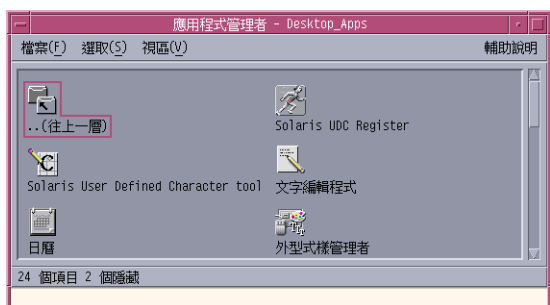 應用程式管理者 - Desktop_Apps
檔案(F) 選取(S) 視區(V) 輔助說明
..(往上一層) Solaris UDC Register
Solaris User Defined Character tool 文字編輯程式
日曆 外型式樣管理者
24 個項目 2 個隱藏